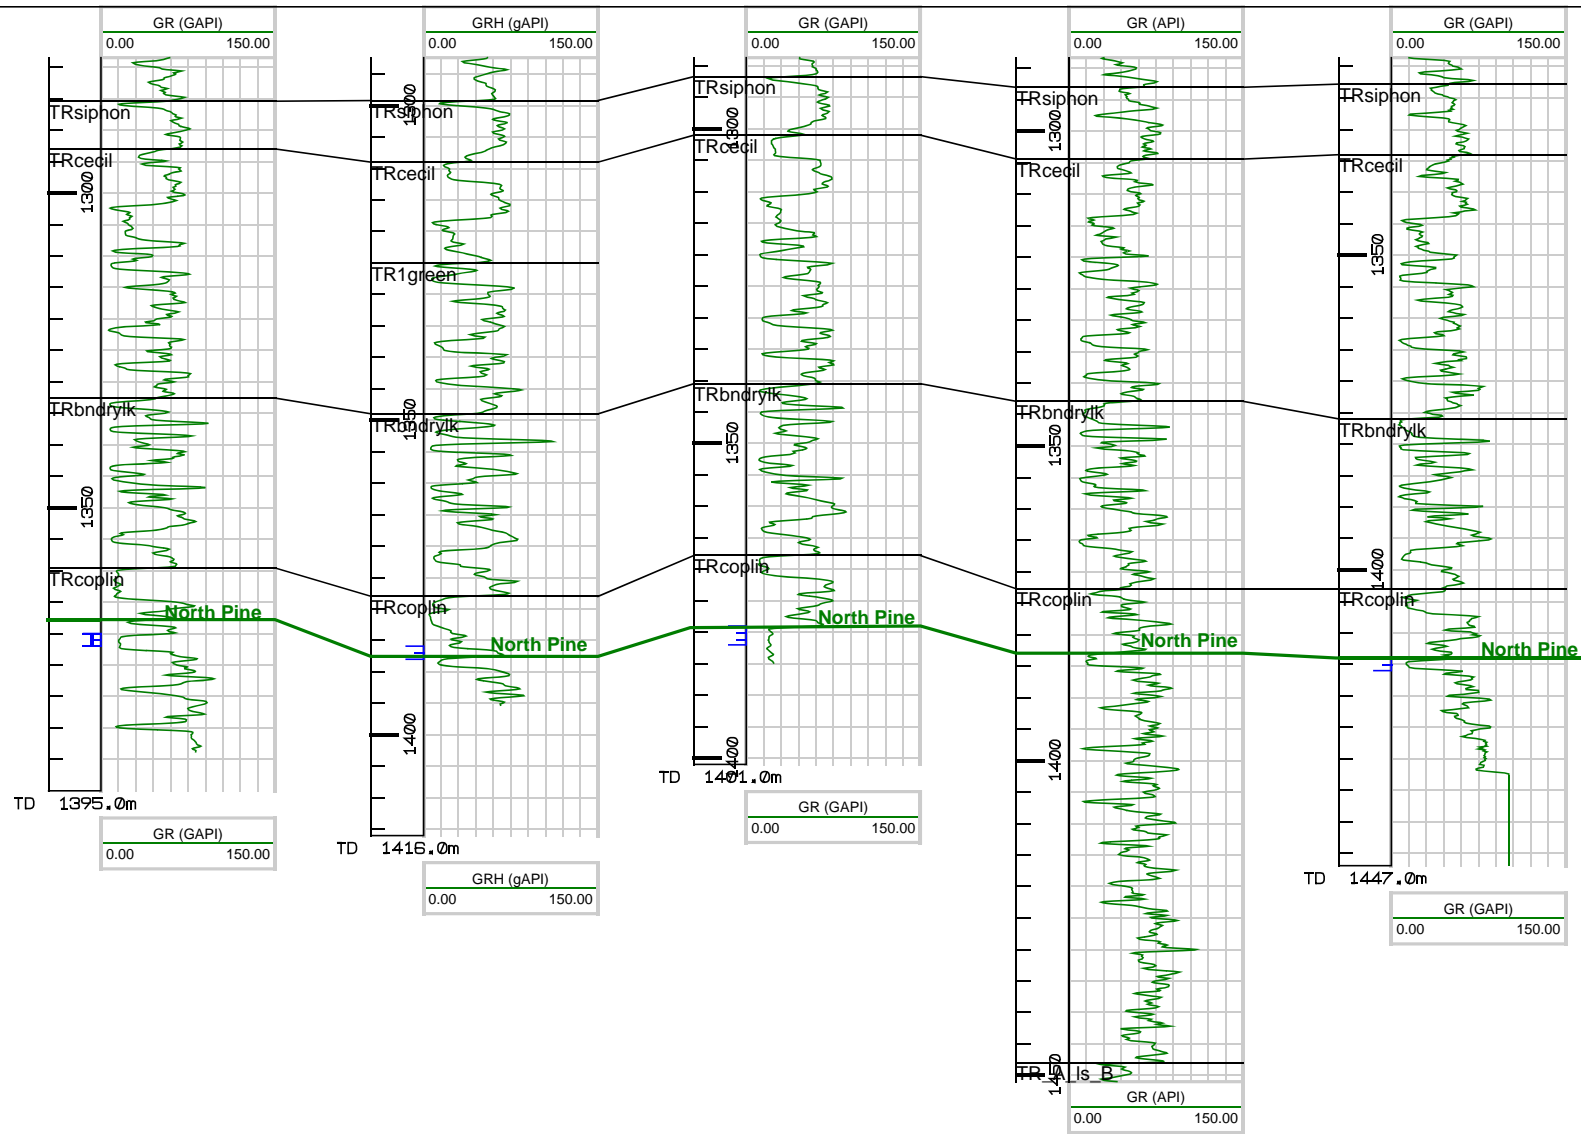 GR (GAPI) GRH (gAPI) GR (GAPI) GR (API) GR (GAPI)
0.00 150.00 0.00 150.00 0.00 150.00 0.00 150.00 0.00 150.00
TRsiphon TRsiphon TRsiphon TRsiphon TRsiphon
1300 1300 1300
TRcecil TRcecil TRcecil TRcecil TRcecil
1300
1350
TR1green
TRbndrylk TRbndrylk TRbndrylk TRbndrylk TRbndrylk
1350 1350 1350 1350
1400
TRcoplin TRcoplin TRcoplin TRcoplin TRcoplin
North Pine North Pine North Pine North Pine North Pine
1400 1400 1400
TD 1395.0m TD 1416.0m TD 1401.0m TD 1447.0m
GR (GAPI) GRH (gAPI) GR (GAPI) GR (GAPI)
0.00 150.00 0.00 150.00 0.00 150.00 0.00 150.00
1450
TR_A_ls_B
GR (API)
0.00 150.00